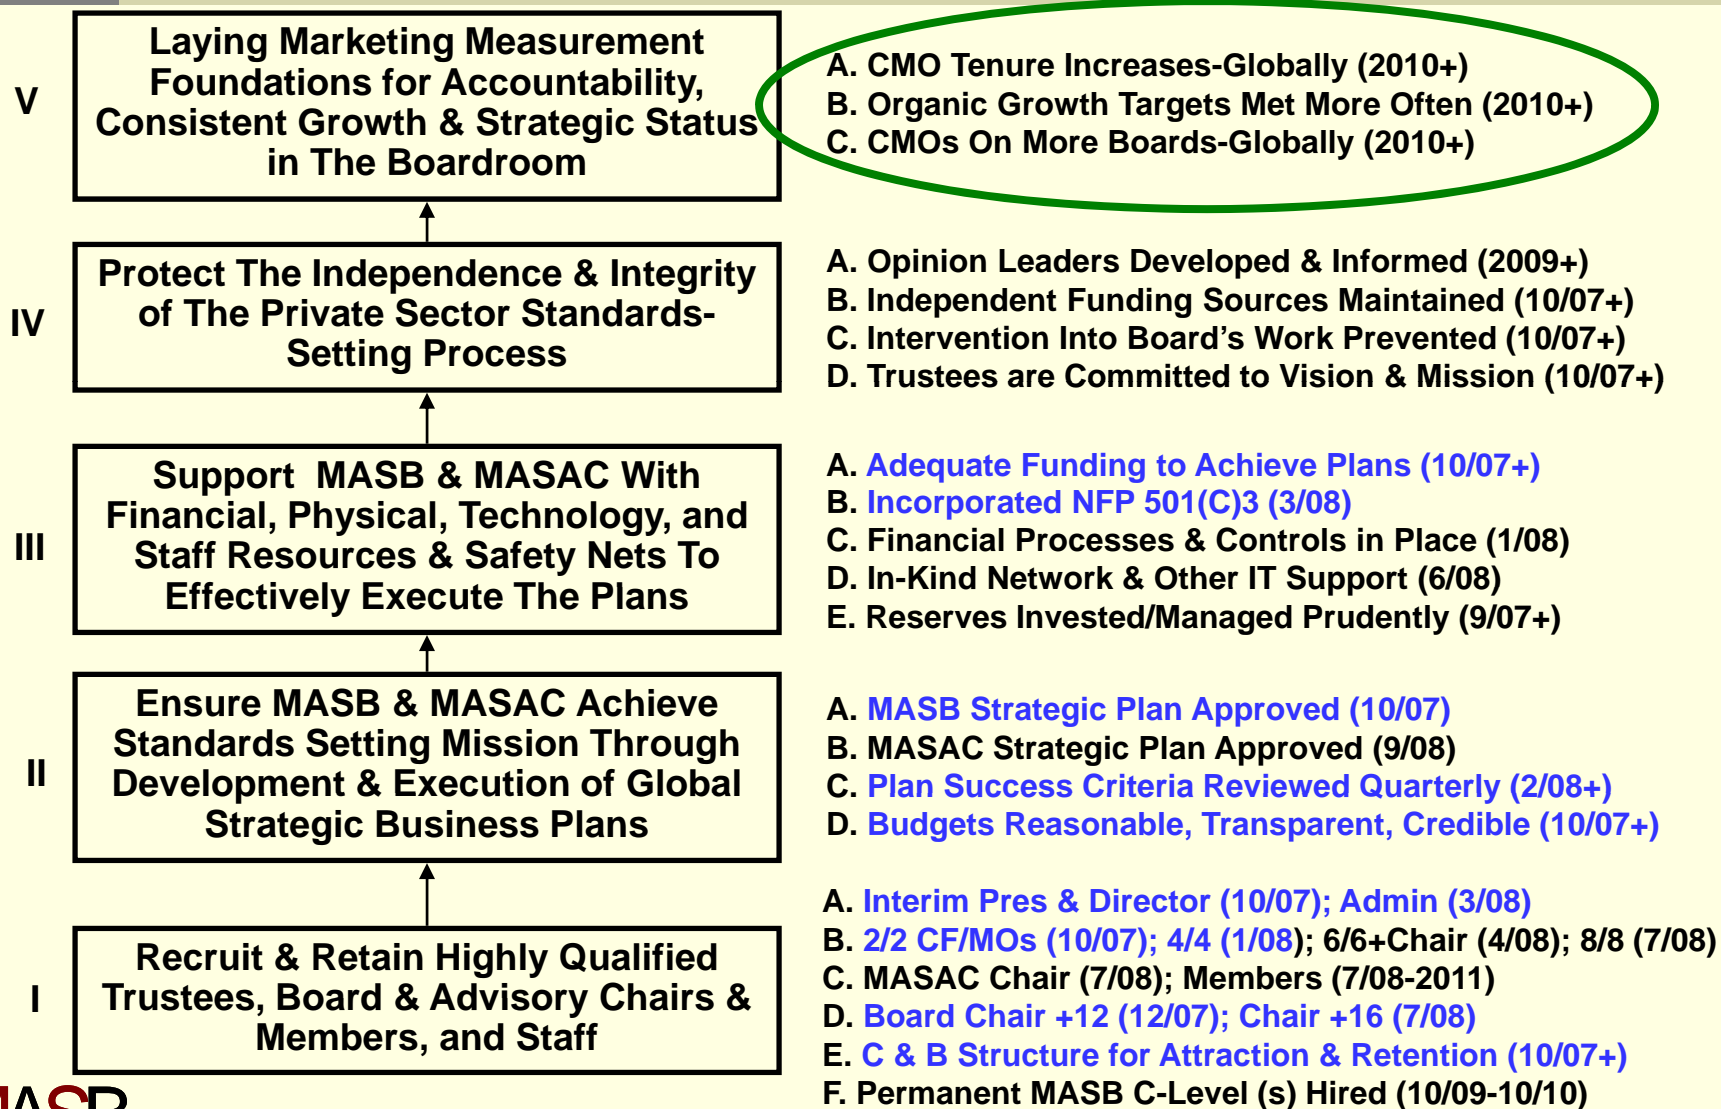 V
Laying Marketing Measurement
Foundations for Accountability,
Consistent Growth & Strategic Status
in The Boardroom
A. CMO Tenure Increases-Globally (2010+)
B. Organic Growth Targets Met More Often (2010+)
C. CMOs On More Boards-Globally (2010+)
IV
Protect The Independence & Integrity
of The Private Sector Standards-
Setting Process
A. Opinion Leaders Developed & Informed (2009+)
B. Independent Funding Sources Maintained (10/07+)
C. Intervention Into Board’s Work Prevented (10/07+)
D. Trustees are Committed to Vision & Mission (10/07+)
III
Support MASB & MASAC With
Financial, Physical, Technology, and
Staff Resources & Safety Nets To
Effectively Execute The Plans
A. Adequate Funding to Achieve Plans (10/07+)
B. Incorporated NFP 501(C)3 (3/08)
C. Financial Processes & Controls in Place (1/08)
D. In-Kind Network & Other IT Support (6/08)
E. Reserves Invested/Managed Prudently (9/07+)
II
Ensure MASB & MASAC Achieve
Standards Setting Mission Through
Development & Execution of Global
Strategic Business Plans
A. MASB Strategic Plan Approved (10/07)
B. MASAC Strategic Plan Approved (9/08)
C. Plan Success Criteria Reviewed Quarterly (2/08+)
D. Budgets Reasonable, Transparent, Credible (10/07+)
I
Recruit & Retain Highly Qualified
Trustees, Board & Advisory Chairs &
Members, and Staff
A. Interim Pres & Director (10/07); Admin (3/08)
B. 2/2 CF/MOs (10/07); 4/4 (1/08); 6/6+Chair (4/08); 8/8 (7/08)
C. MASAC Chair (7/08); Members (7/08-2011)
D. Board Chair +12 (12/07); Chair +16 (7/08)
E. C & B Structure for Attraction & Retention (10/07+)
F. Permanent MASB C-Level (s) Hired (10/09-10/10)
MASB